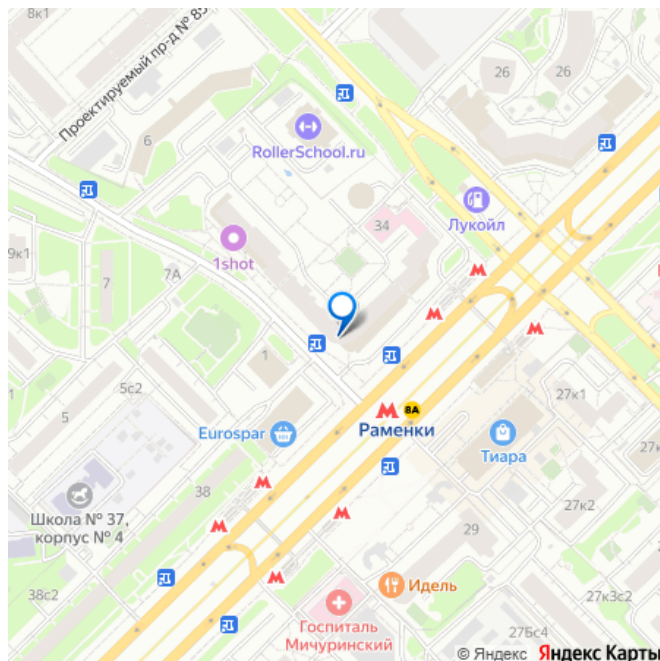 8к1
Проектируемый пр-д № 85
26
26
6
RollerSchool.ru
Лукойл
34
1shot
9к1
7А
7
1
5с2
5
27к1
8А
Раменки
Eurospar
Тиара
27к
38
27к2
Школа № 37,
корпус № 4
29
38с2
Идель
27к3с2
Госпиталь
Мичуринский
27Бс4
© Яндекс Яндекс Карты